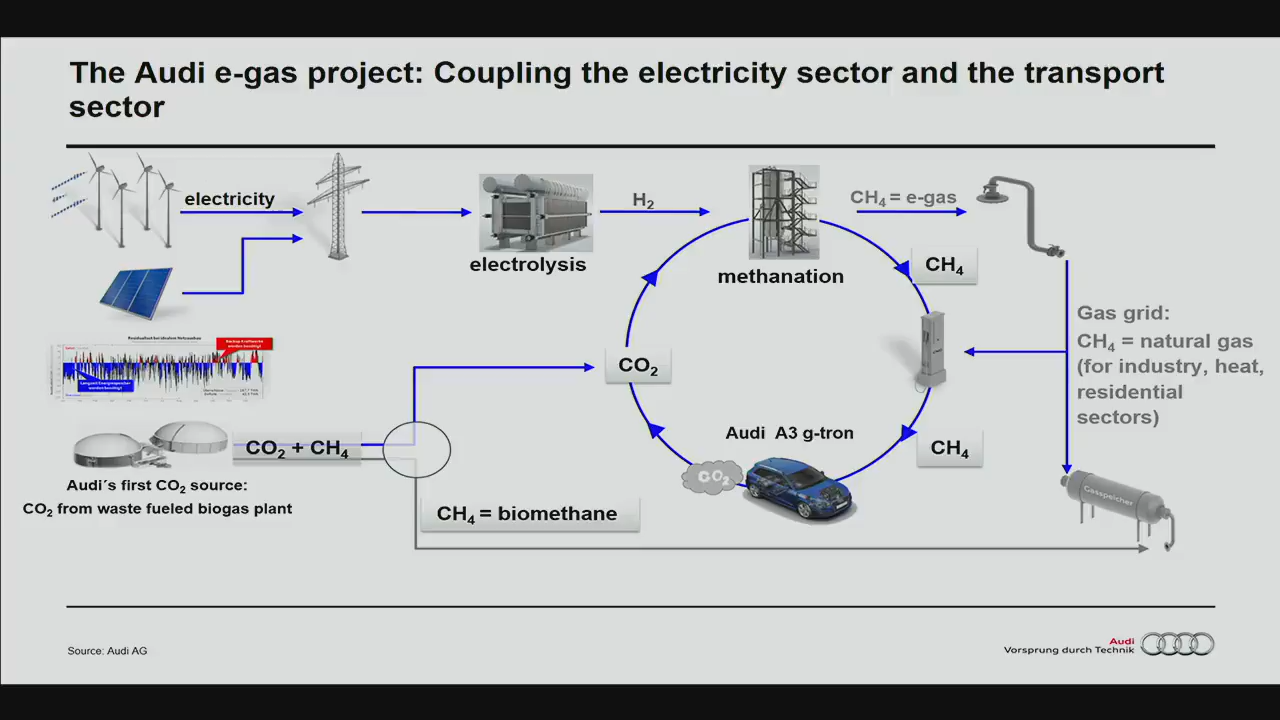 The Audi e-gas project: Coupling the electricity sector and the transport
sector
electricity
H2
CH4 = e-gas
electrolysis
methanation
CH4
Gas grid:
CH4 = natural gas
(for industry, heat,
residential
sectors)
CO2
Audi A3 g-tron
CO2 + CH4
CH4
CO2
Gasspeicher
Audi´s first CO2 source:
CO2 from waste fueled biogas plant
CH4 = biomethane
Source: Audi AG
Audi
Vorsprung durch Technik